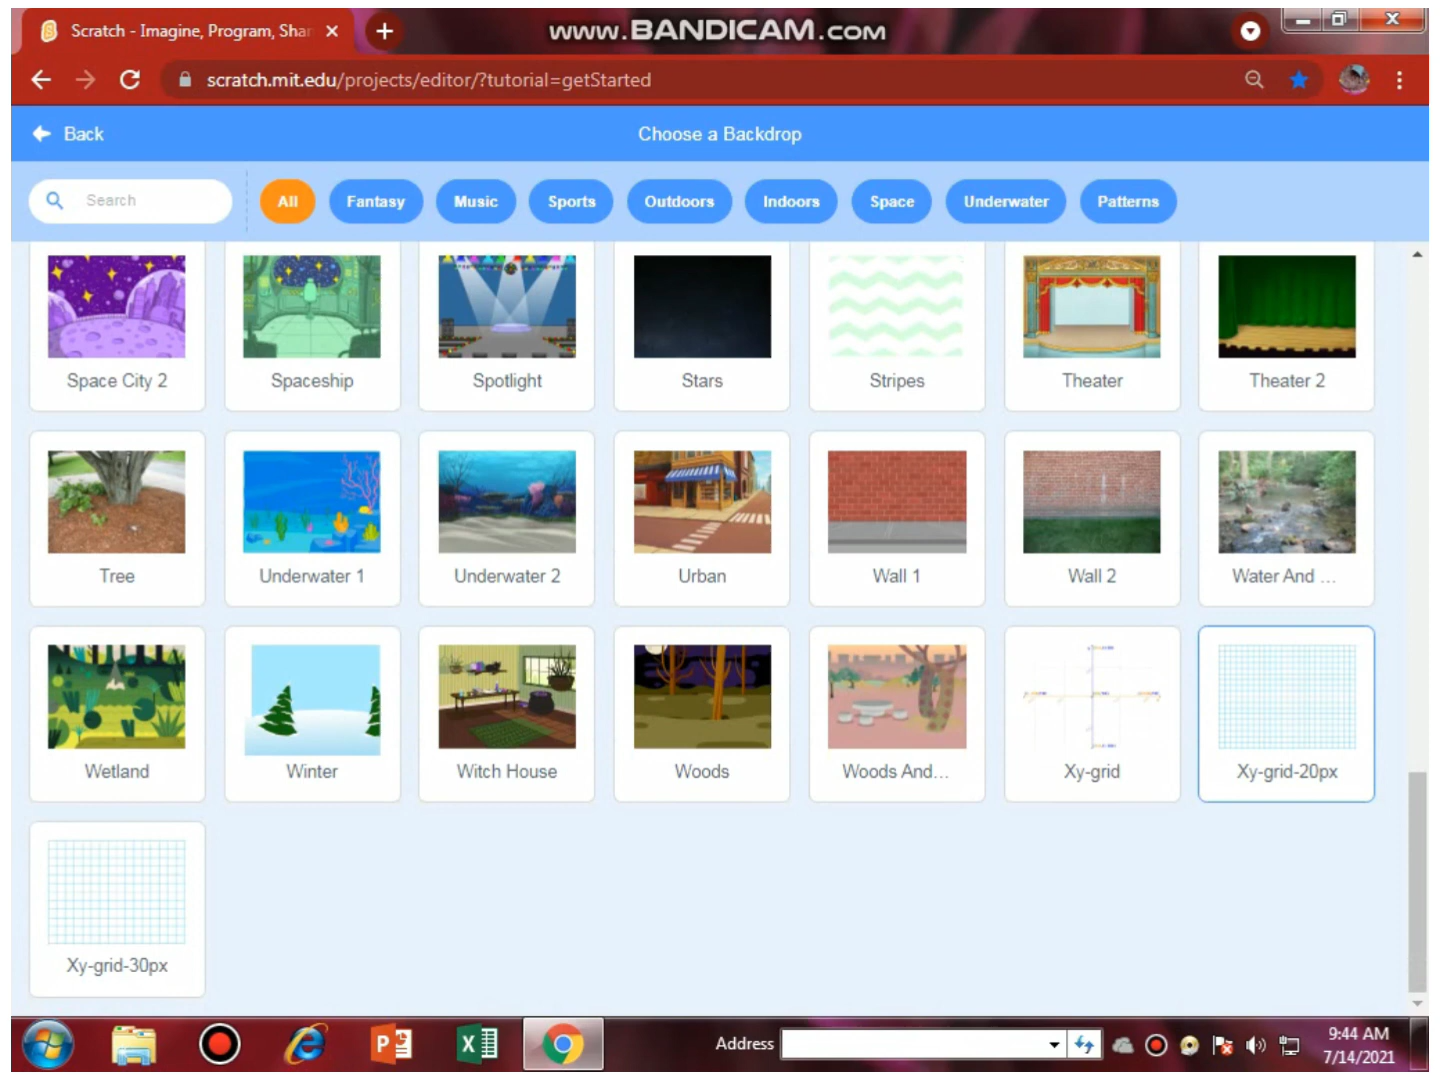 Scratch - Imagine, Program, Shar
www.BANDICAM.com
scratch.mit.edu/projects/editor/?tutorial=getStarted
Back
Choose a Backdrop
Search
All
Fantasy
Music
Sports
Outdoors
Indoors
Space
Underwater
Patterns
Space City 2
Spaceship
Spotlight
Stars
Stripes
Theater
Theater 2
Tree
Underwater 1
Underwater 2
Urban
Wall 1
Wall 2
Water And ...
Wetland
Winter
Witch House
Woods
Woods And...
Xy-grid
Xy-grid-20px
Xy-grid-30px
Address
9:44 AM
7/14/2021